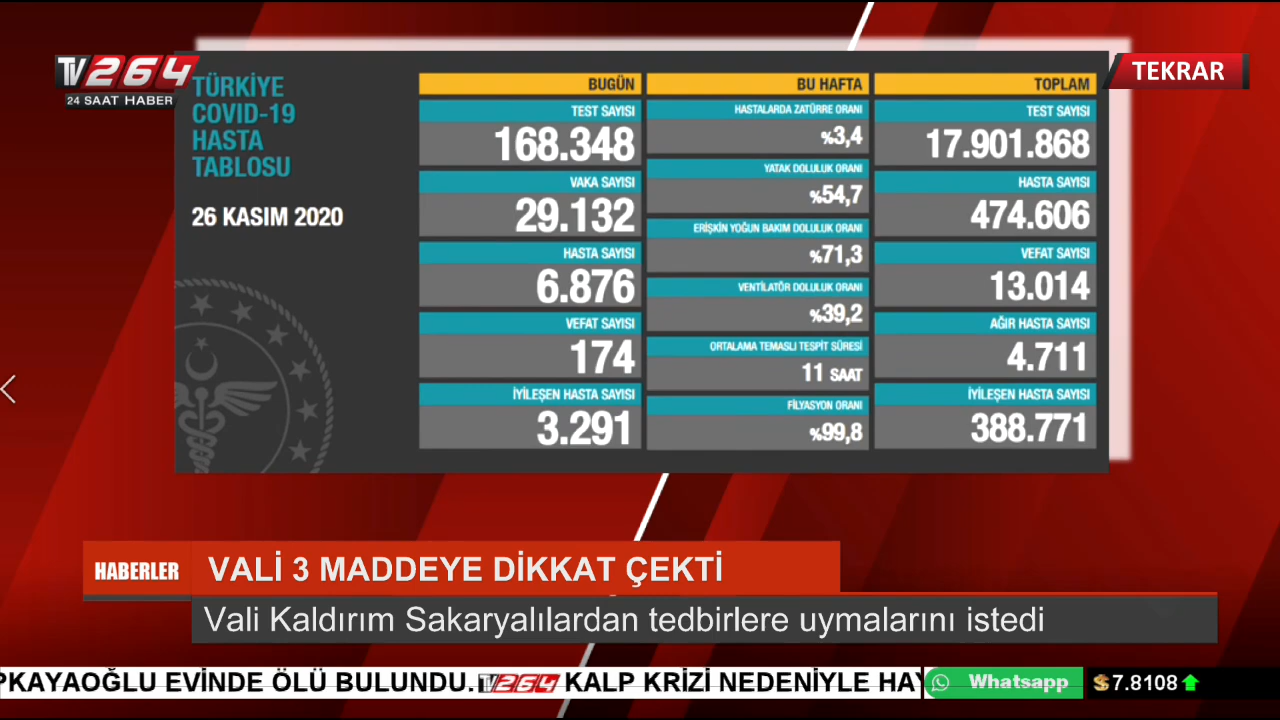 TV264
24 SAAT HABER
TEKRAR
TÜRKİYE
COVID-19
HASTA
TABLOSU
26 KASIM 2020
BUGÜN
TEST SAYISI
168.348
VAKA SAYISI
29.132
HASTA SAYISI
6.876
VEFAT SAYISI
174
İYİLEŞEN HASTA SAYISI
3.291
BU HAFTA
HASTALARDA ZATÜRRE ORANI
%3,4
YATAK DOLULUK ORANI
%54,7
ERİŞKİN YOĞUN BAKIM DOLULUK ORANI
%71,3
VENTİLATÖR DOLULUK ORANI
%39,2
ORTALAMA TEMASLI TESPİT SÜRESİ
11 SAAT
FİLYASYON ORANI
%99,8
TOPLAM
TEST SAYISI
17.901.868
HASTA SAYISI
474.606
VEFAT SAYISI
13.014
AĞIR HASTA SAYISI
4.711
İYİLEŞEN HASTA SAYISI
388.771
HABERLER
VALİ 3 MADDEYE DİKKAT ÇEKTİ
Vali Kaldırım Sakaryalılardan tedbirlere uymalarını istedi
PKAYAOĞLU EVİNDE ÖLÜ BULUNDU. TV264 KALP KRİZİ NEDENİYLE HAY Whatsapp $7.8108